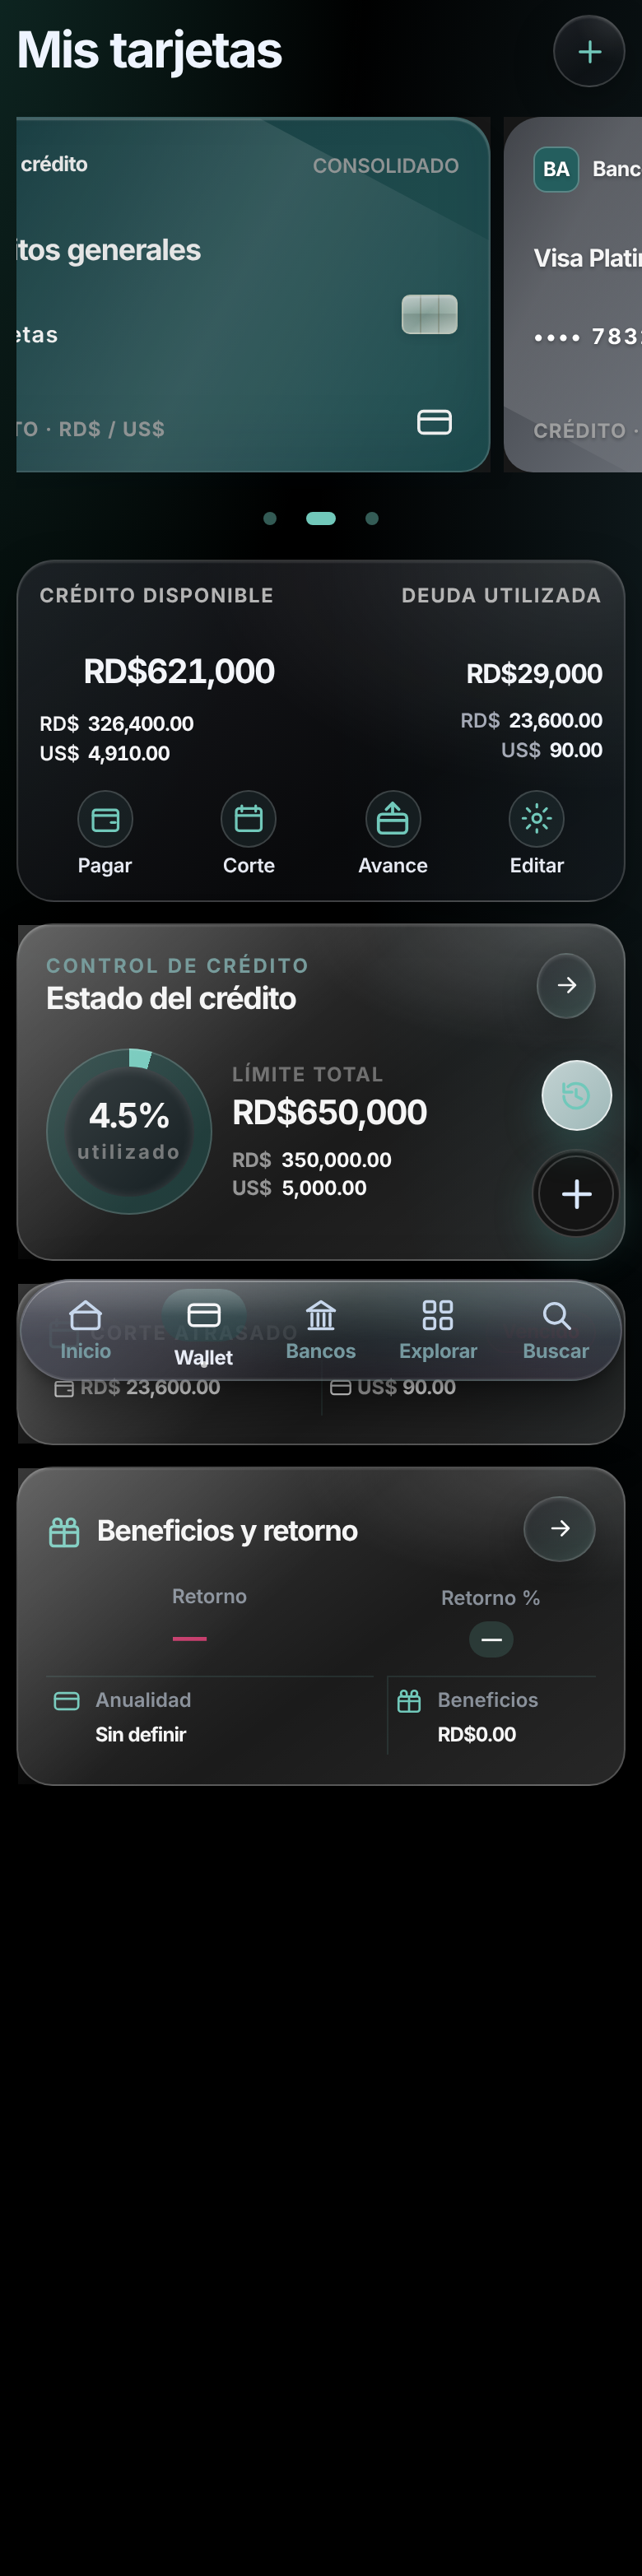 Mis tarjetas
crédito
CONSOLIDADO
itos generales
etas
TO · RD$ / US$
BA
Banc
Visa Platin
•••• 783
CRÉDITO ·
CRÉDITO DISPONIBLE
DEUDA UTILIZADA
RD$621,000
RD$29,000
RD$ 326,400.00
US$ 4,910.00
RD$ 23,600.00
US$ 90.00
Pagar
Corte
Avance
Editar
CONTROL DE CRÉDITO
Estado del crédito
4.5%
utilizado
LÍMITE TOTAL
RD$650,000
RD$ 350,000.00
US$ 5,000.00
CORTE ATRASADO
Inicio
Wallet
Bancos
Explorar
Buscar
RD$ 23,600.00
US$ 90.00
Beneficios y retorno
Retorno
Retorno %
—
—
Anualidad
Sin definir
Beneficios
RD$0.00